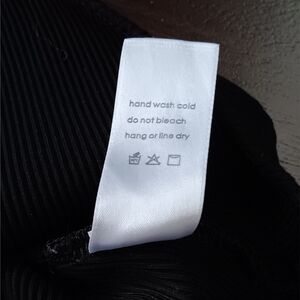 hand wash cold
do not bleach
hang or line dry